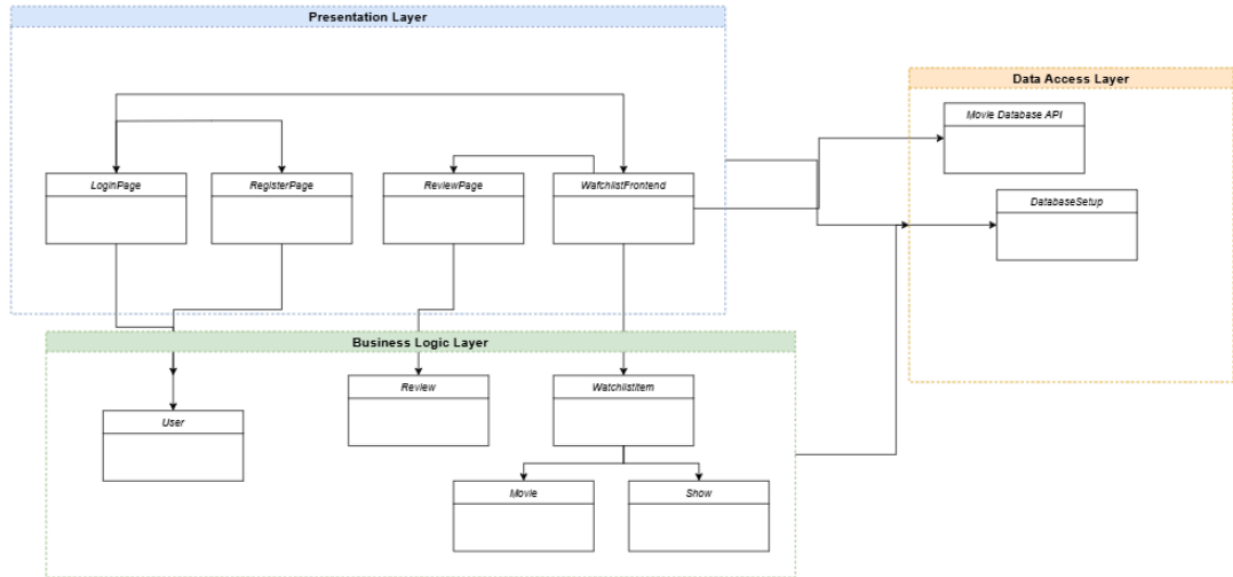 Presentation Layer
Data Access Layer
Movie Database API
LoginPage
RegisterPage
ReviewPage
WatchlistFrontend
DatabaseSetup
Business Logic Layer
User
Review
WatchlistItem
Movie
Show